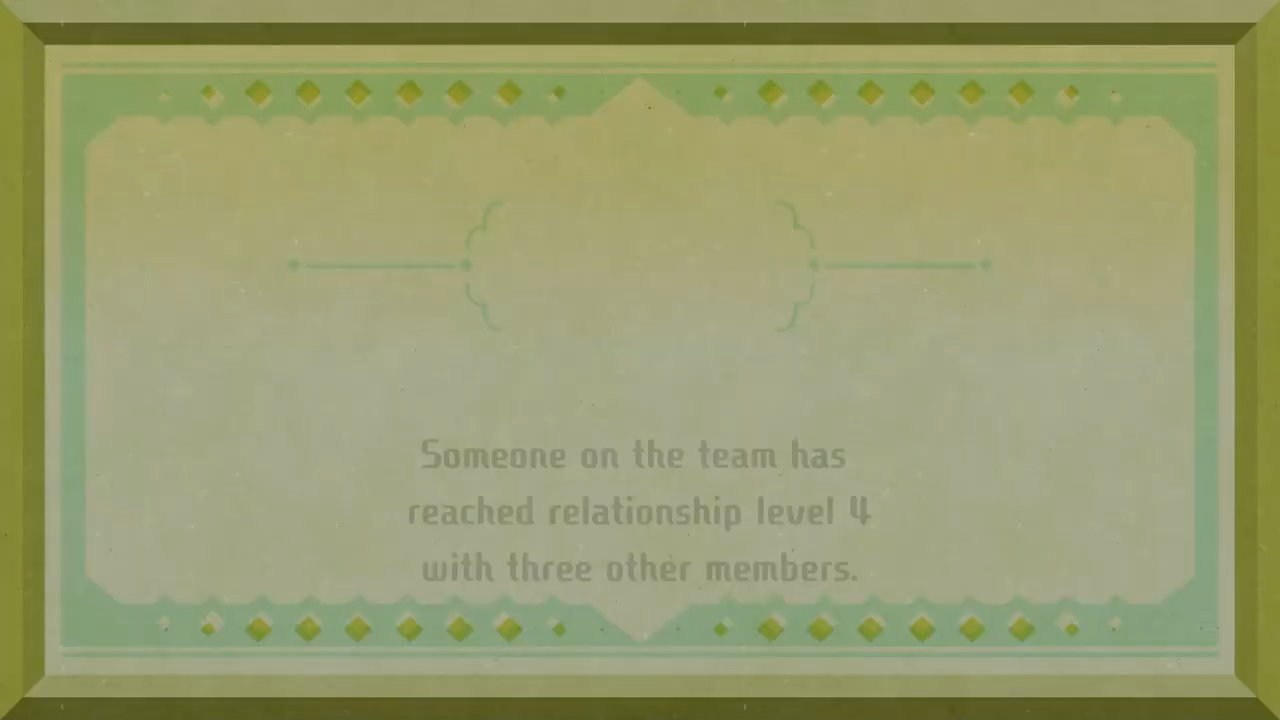 Someone on the team has
reached relationship level 4
with three other members.